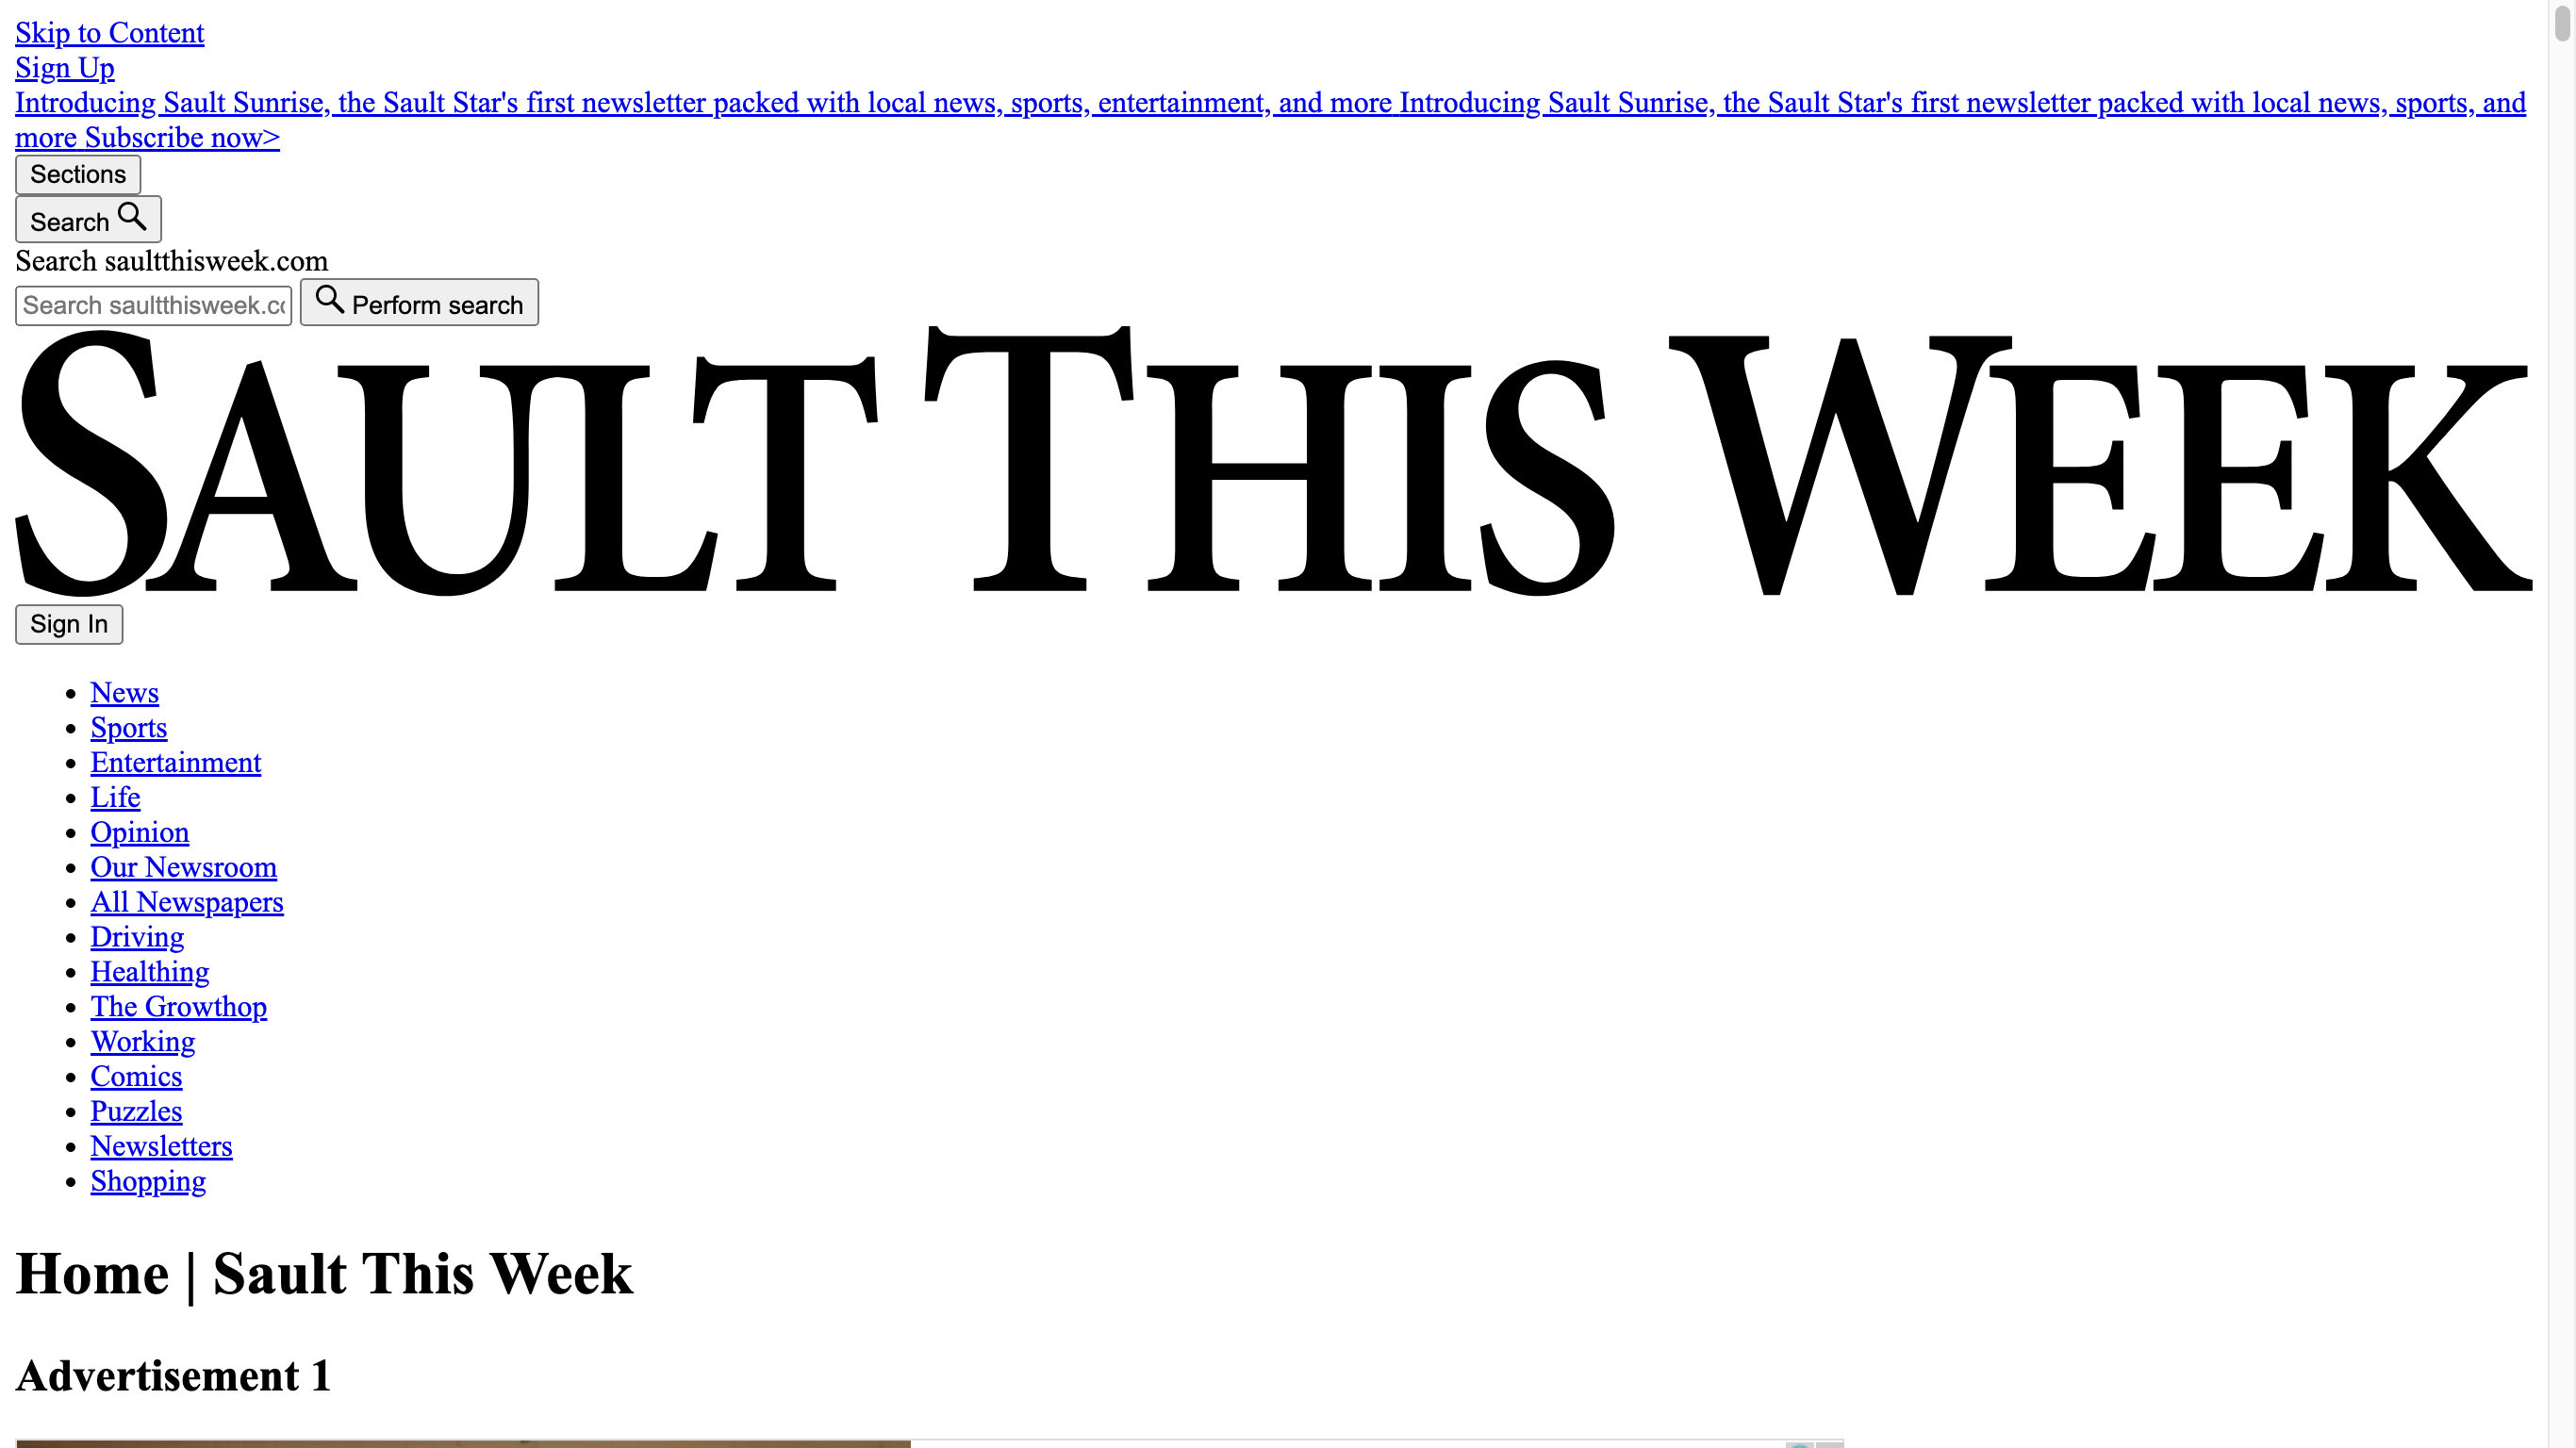 Skip to Content
Sign Up
Introducing Sault Sunrise, the Sault Star's first newsletter packed with local news, sports, entertainment, and more Introducing Sault Sunrise, the Sault Star's first newsletter packed with local news, sports, and
more Subscribe now>
Sections
Search
Search saultthisweek.com
Search saultthisweek.co Perform search
SAULT THIS WEEK
Sign In
News
Sports
Entertainment
Life
Opinion
Our Newsroom
All Newspapers
Driving
Healthing
The Growthop
Working
Comics
Puzzles
Newsletters
Shopping
Home | Sault This Week
Advertisement 1